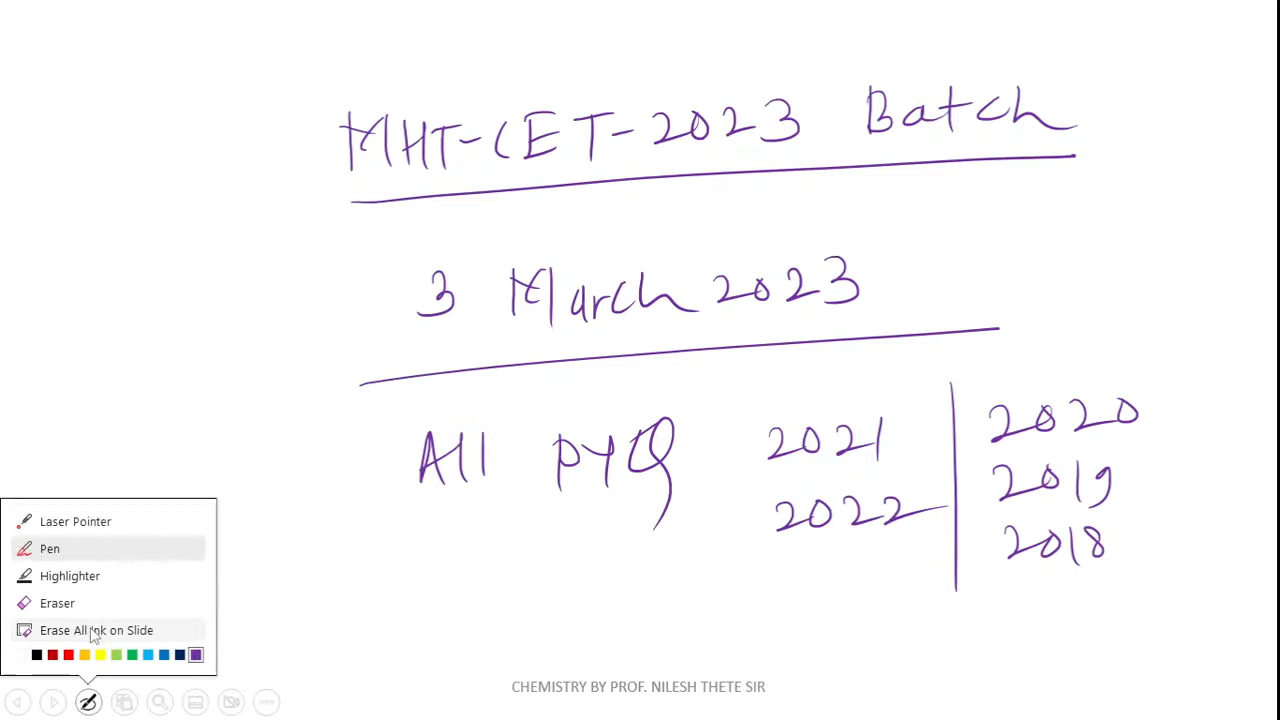 MHT-CET-2023 Batch
3 March 2023
All PYQ 2021 2020
2022 2019
2018
Laser Pointer
Pen
Highlighter
Eraser
Erase All Ink on Slide
CHEMISTRY BY PROF. NILESH THETE SIR